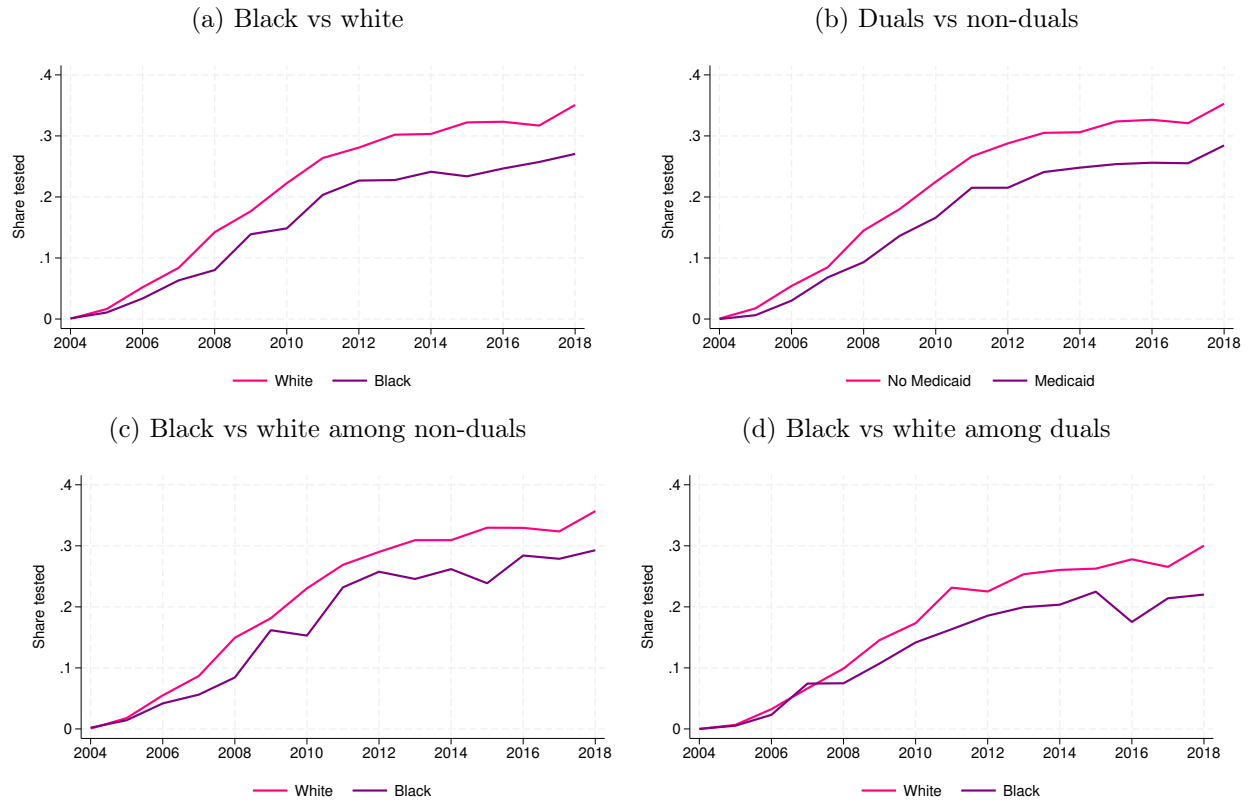 (a) Black vs white
.4
.3
.2
.1
0
Share tested
2004 2006 2008 2010 2012 2014 2016 2018
White Black
(b) Duals vs non-duals
.4
.3
.2
.1
0
Share tested
2004 2006 2008 2010 2012 2014 2016 2018
No Medicaid Medicaid
(c) Black vs white among non-duals
.4
.3
.2
.1
0
Share tested
2004 2006 2008 2010 2012 2014 2016 2018
White Black
(d) Black vs white among duals
.4
.3
.2
.1
0
Share tested
2004 2006 2008 2010 2012 2014 2016 2018
White Black